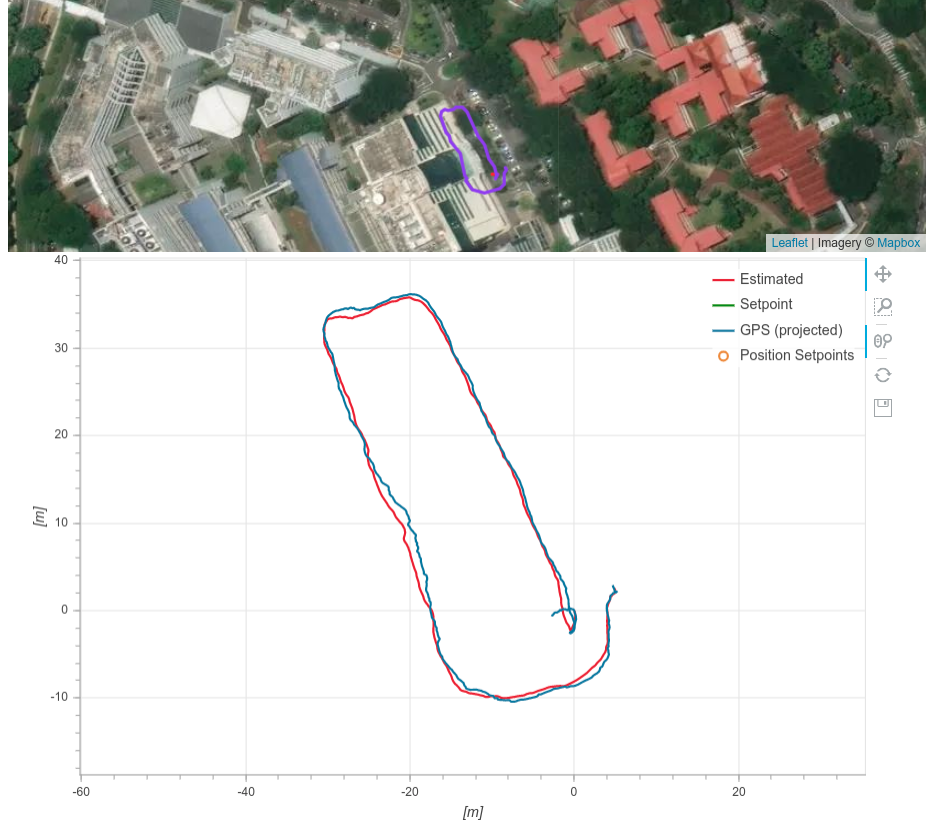 Leaflet | Imagery © Mapbox
40
30
20
10
0
-10
[m]
Estimated
Setpoint
GPS (projected)
Position Setpoints
-60
-40
-20
0
20
[m]